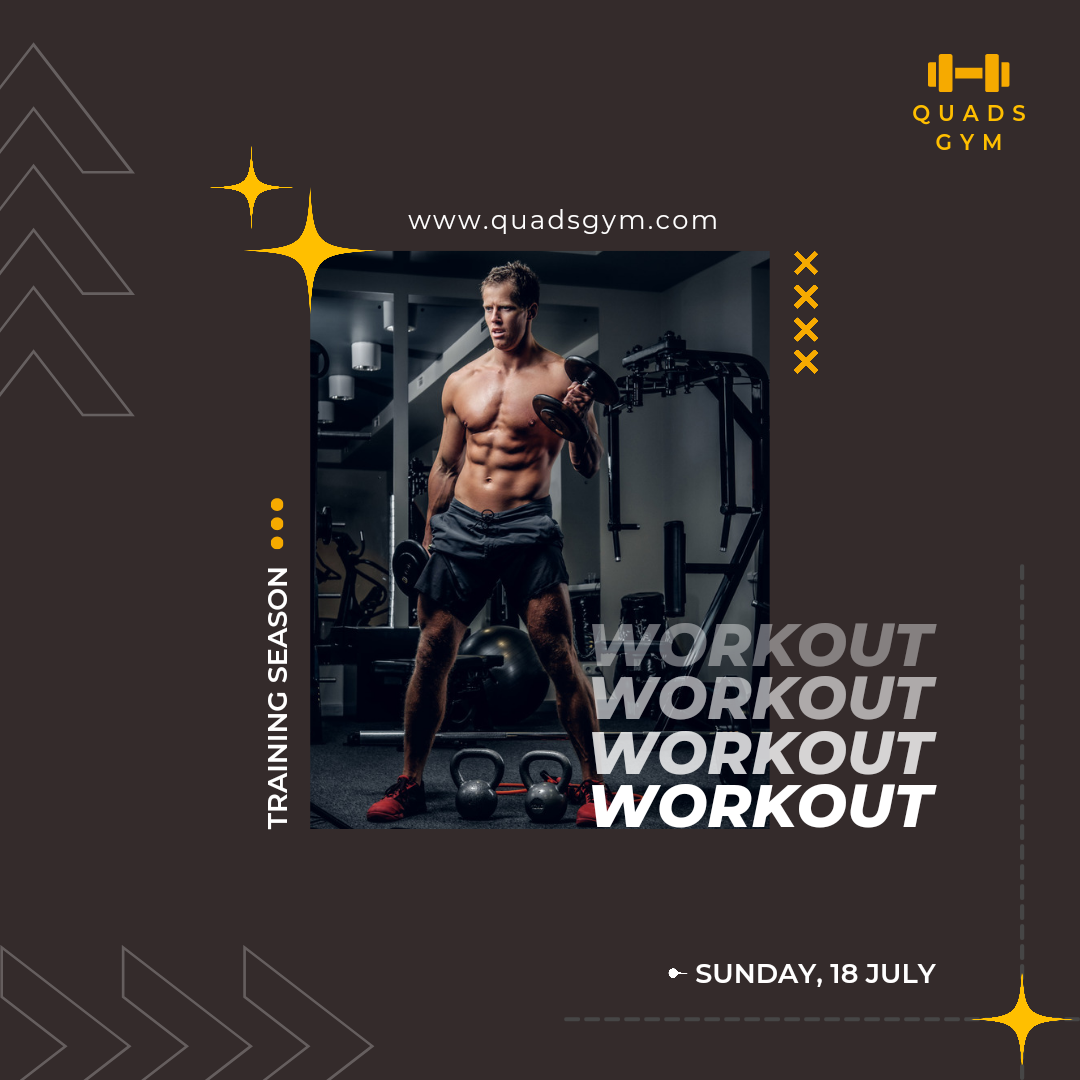 QUADS
GYM
www.quadsgym.com
TRAINING SEASON
WORKOUT
WORKOUT
WORKOUT
WORKOUT
SUNDAY, 18 JULY